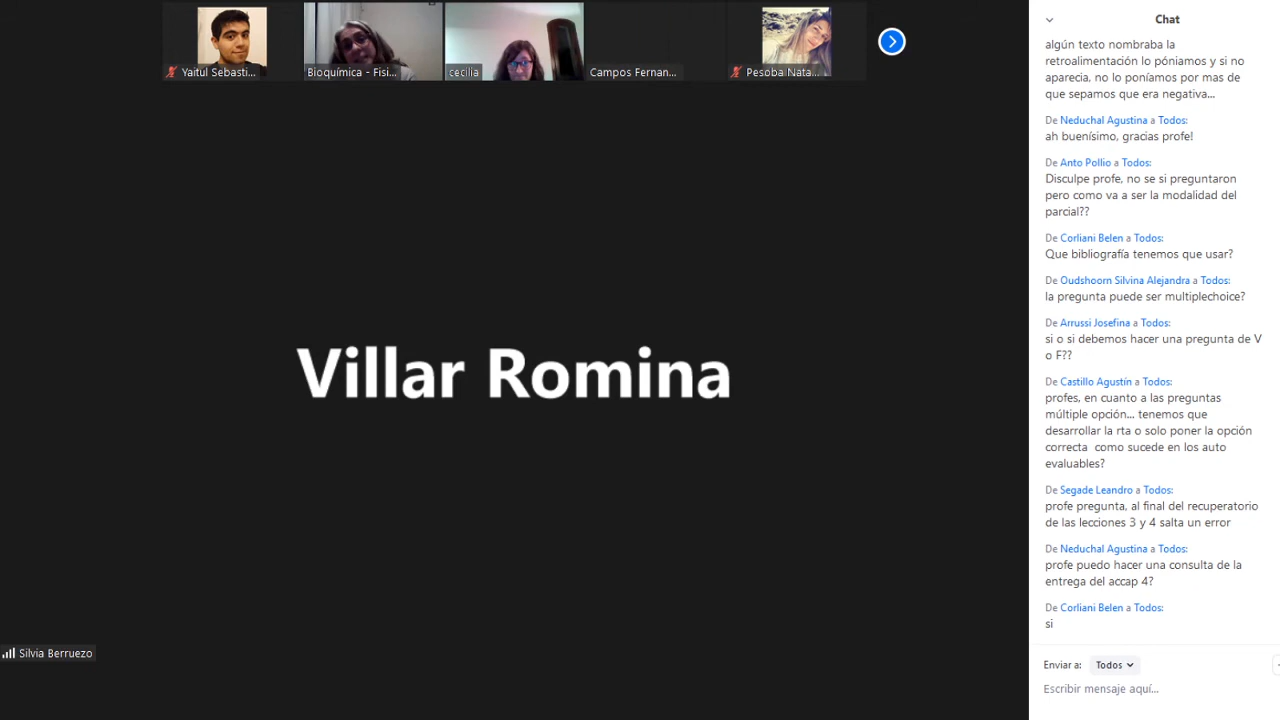 Yaitul Sebasti...
Bioquímica - Fisi...
cecilia
Campos Fernan...
Pesoba Nata...
Villar Romina
Silvia Berruezo
Chat
algún texto nombraba la
retroalimentación lo póniamos y si no
aparecia, no lo poníamos por mas de
que sepamos que era negativa...
De Neduchal Agustina a Todos:
ah buenísimo, gracias profe!
De Anto Pollio a Todos:
Disculpe profe, no se si preguntaron
pero como va a ser la modalidad del
parcial??
De Corliani Belen a Todos:
Que bibliografía tenemos que usar?
De Oudshoorn Silvina Alejandra a Todos:
la pregunta puede ser multiplechoice?
De Arrussi Josefina a Todos:
si o si debemos hacer una pregunta de V
o F??
De Castillo Agustín a Todos:
profes, en cuanto a las preguntas
múltiple opción... tenemos que
desarrollar la rta o solo poner la opción
correcta  como sucede en los auto
evaluables?
De Segade Leandro a Todos:
profe pregunta, al final del recuperatorio
de las lecciones 3 y 4 salta un error
De Neduchal Agustina a Todos:
profe puedo hacer una consulta de la
entrega del accap 4?
De Corliani Belen a Todos:
si
Enviar a: Todos
Escribir mensaje aquí...